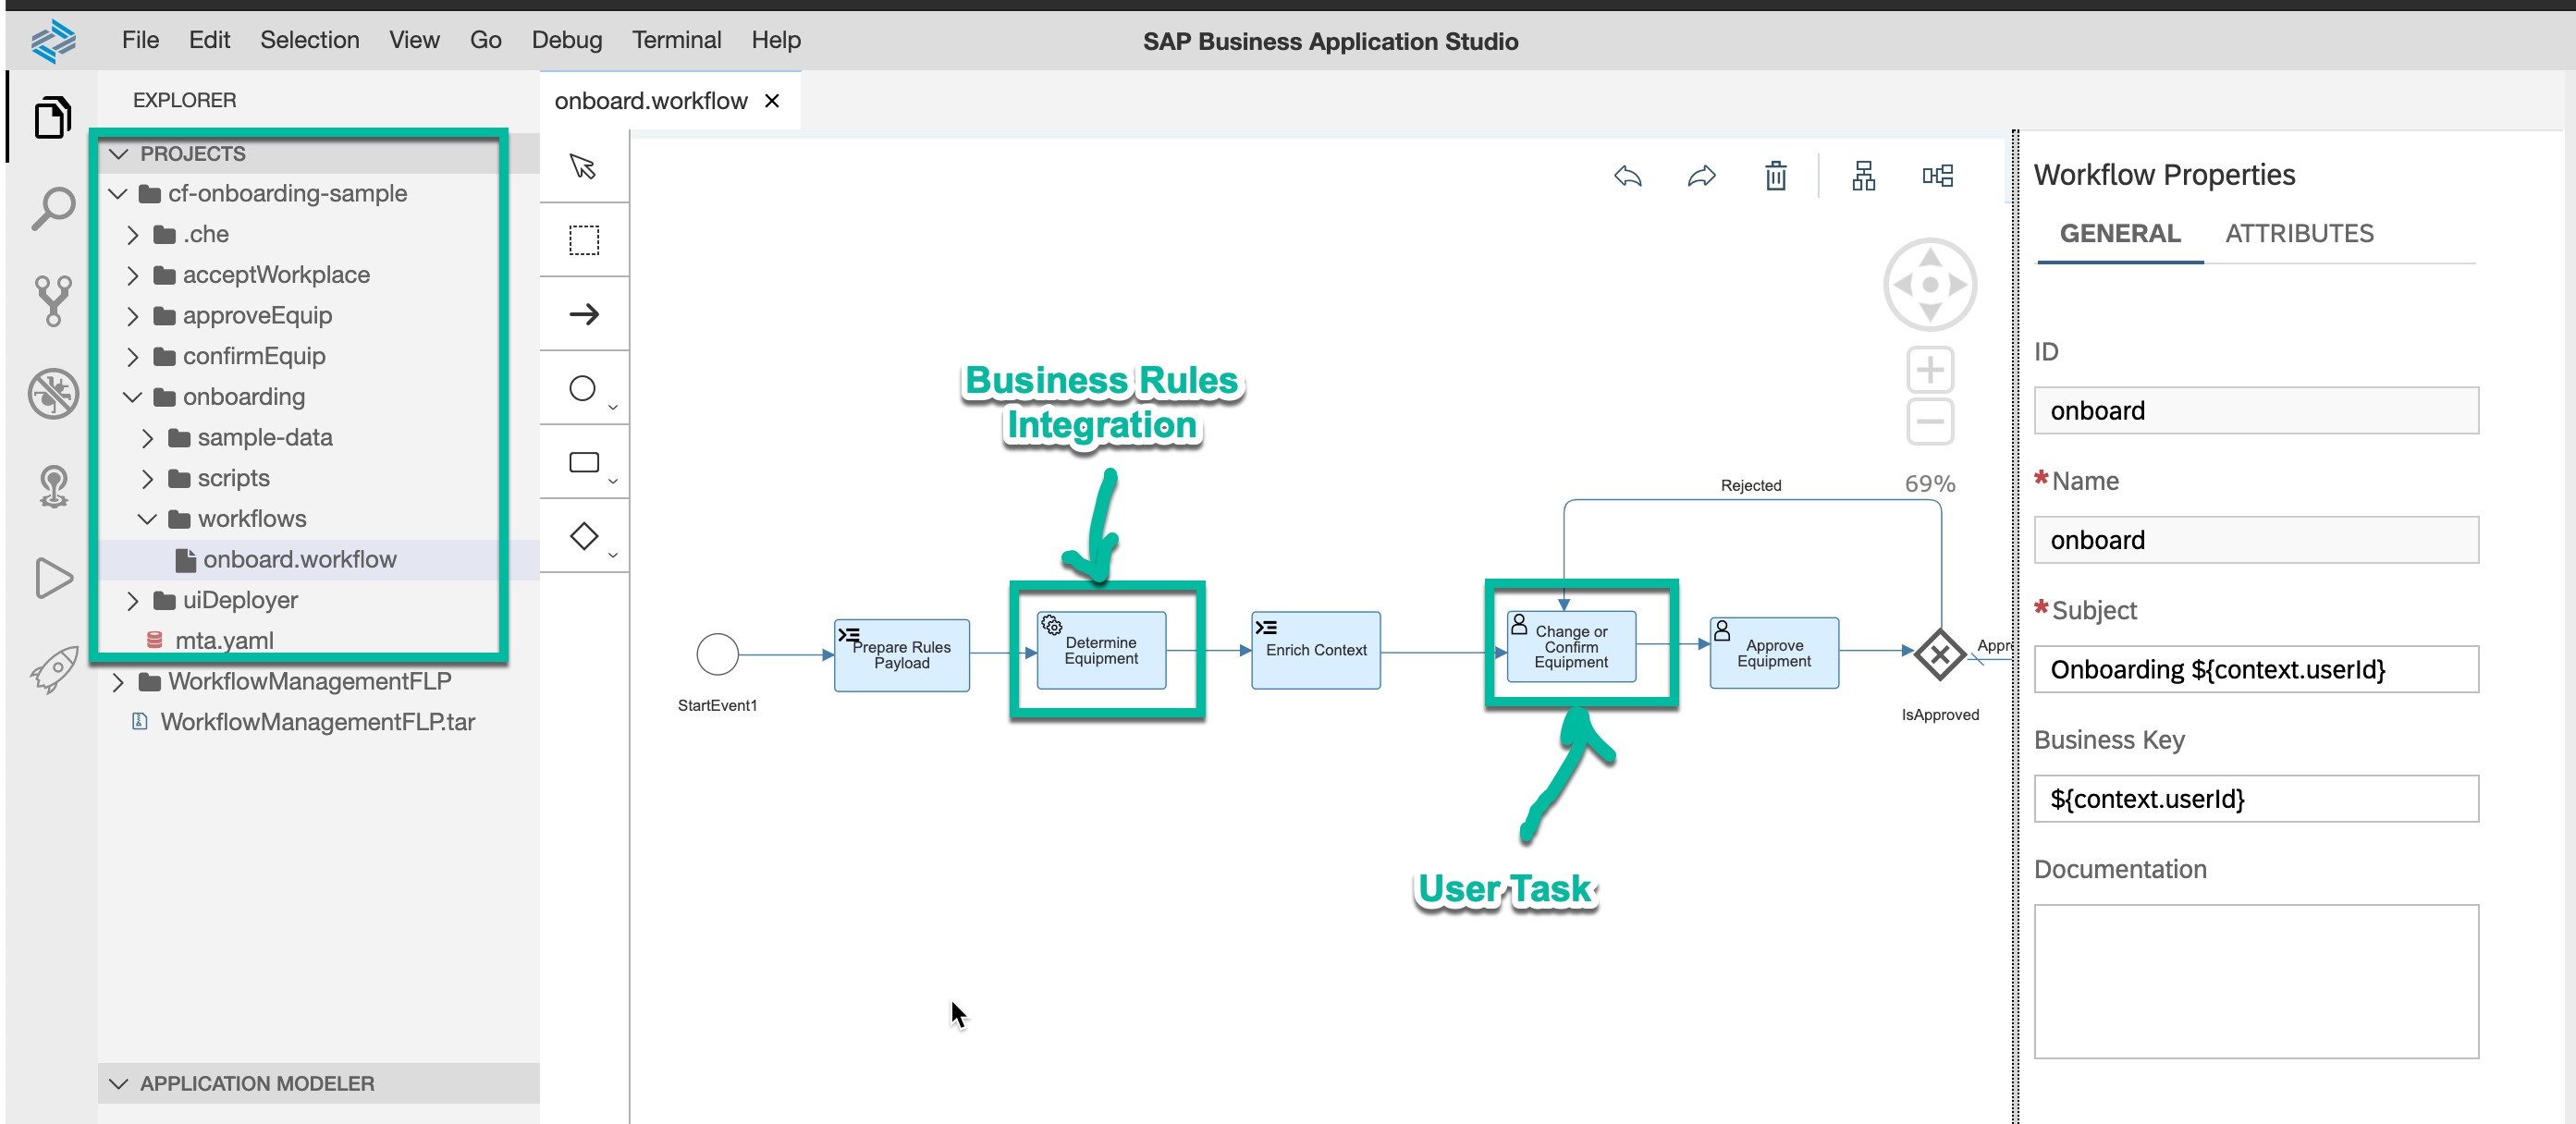 File Edit Selection View Go Debug Terminal Help
SAP Business Application Studio
EXPLORER
PROJECTS
cf-onboarding-sample
.che
acceptWorkplace
approveEquip
confirmEquip
onboarding
sample-data
scripts
workflows
onboard.workflow
uiDeployer
mta.yaml
WorkflowManagementFLP
WorkflowManagementFLP.tar
APPLICATION MODELER
onboard.workflow
Business Rules
Integration
69%
Rejected
StartEvent1
Prepare Rules
Payload
Determine
Equipment
Enrich Context
Change or
Confirm
Equipment
Approve
Equipment
Appr
IsApproved
User Task
Workflow Properties
GENERAL ATTRIBUTES
ID
onboard
*Name
onboard
*Subject
Onboarding ${context.userId}
Business Key
${context.userId}
Documentation